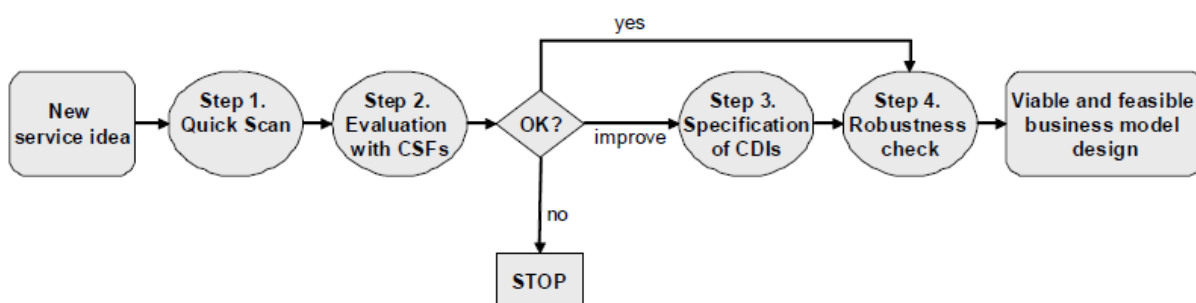 yes
New
service idea
Step 1.
Quick Scan
Step 2.
Evaluation
with CSFs
OK?
improve
Step 3.
Specification
of CDIs
Step 4.
Robustness
check
Viable and feasible
business model
design
no
STOP